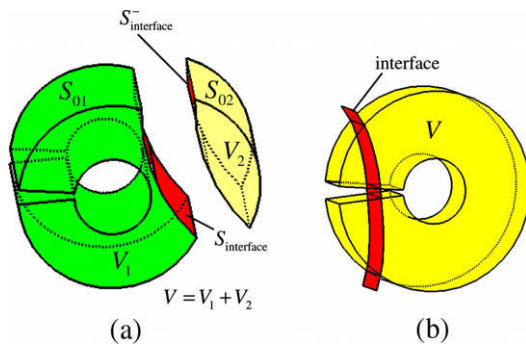 S⁻interface
S01
S02
V2
V1
Sinterface
V = V1 + V2
(a)
interface
V
(b)